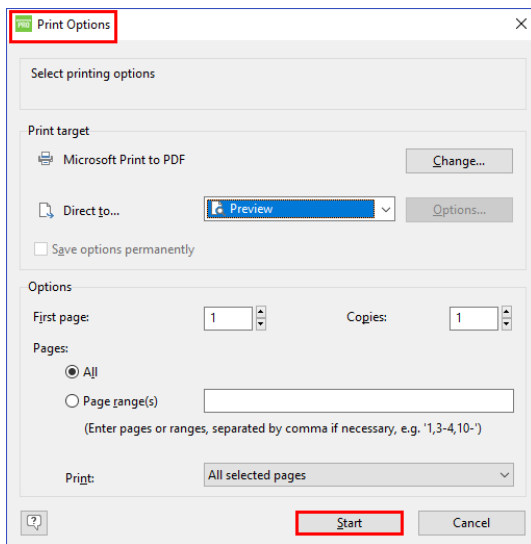 PRO Print Options
Select printing options
Print target
Microsoft Print to PDF
Change...
Direct to...
Preview
Options...
Save options permanently
Options
First page:
1
Copies:
1
Pages:
All
Page range(s)
(Enter pages or ranges, separated by comma if necessary, e.g. '1,3-4,10-')
Print:
All selected pages
?
Start
Cancel